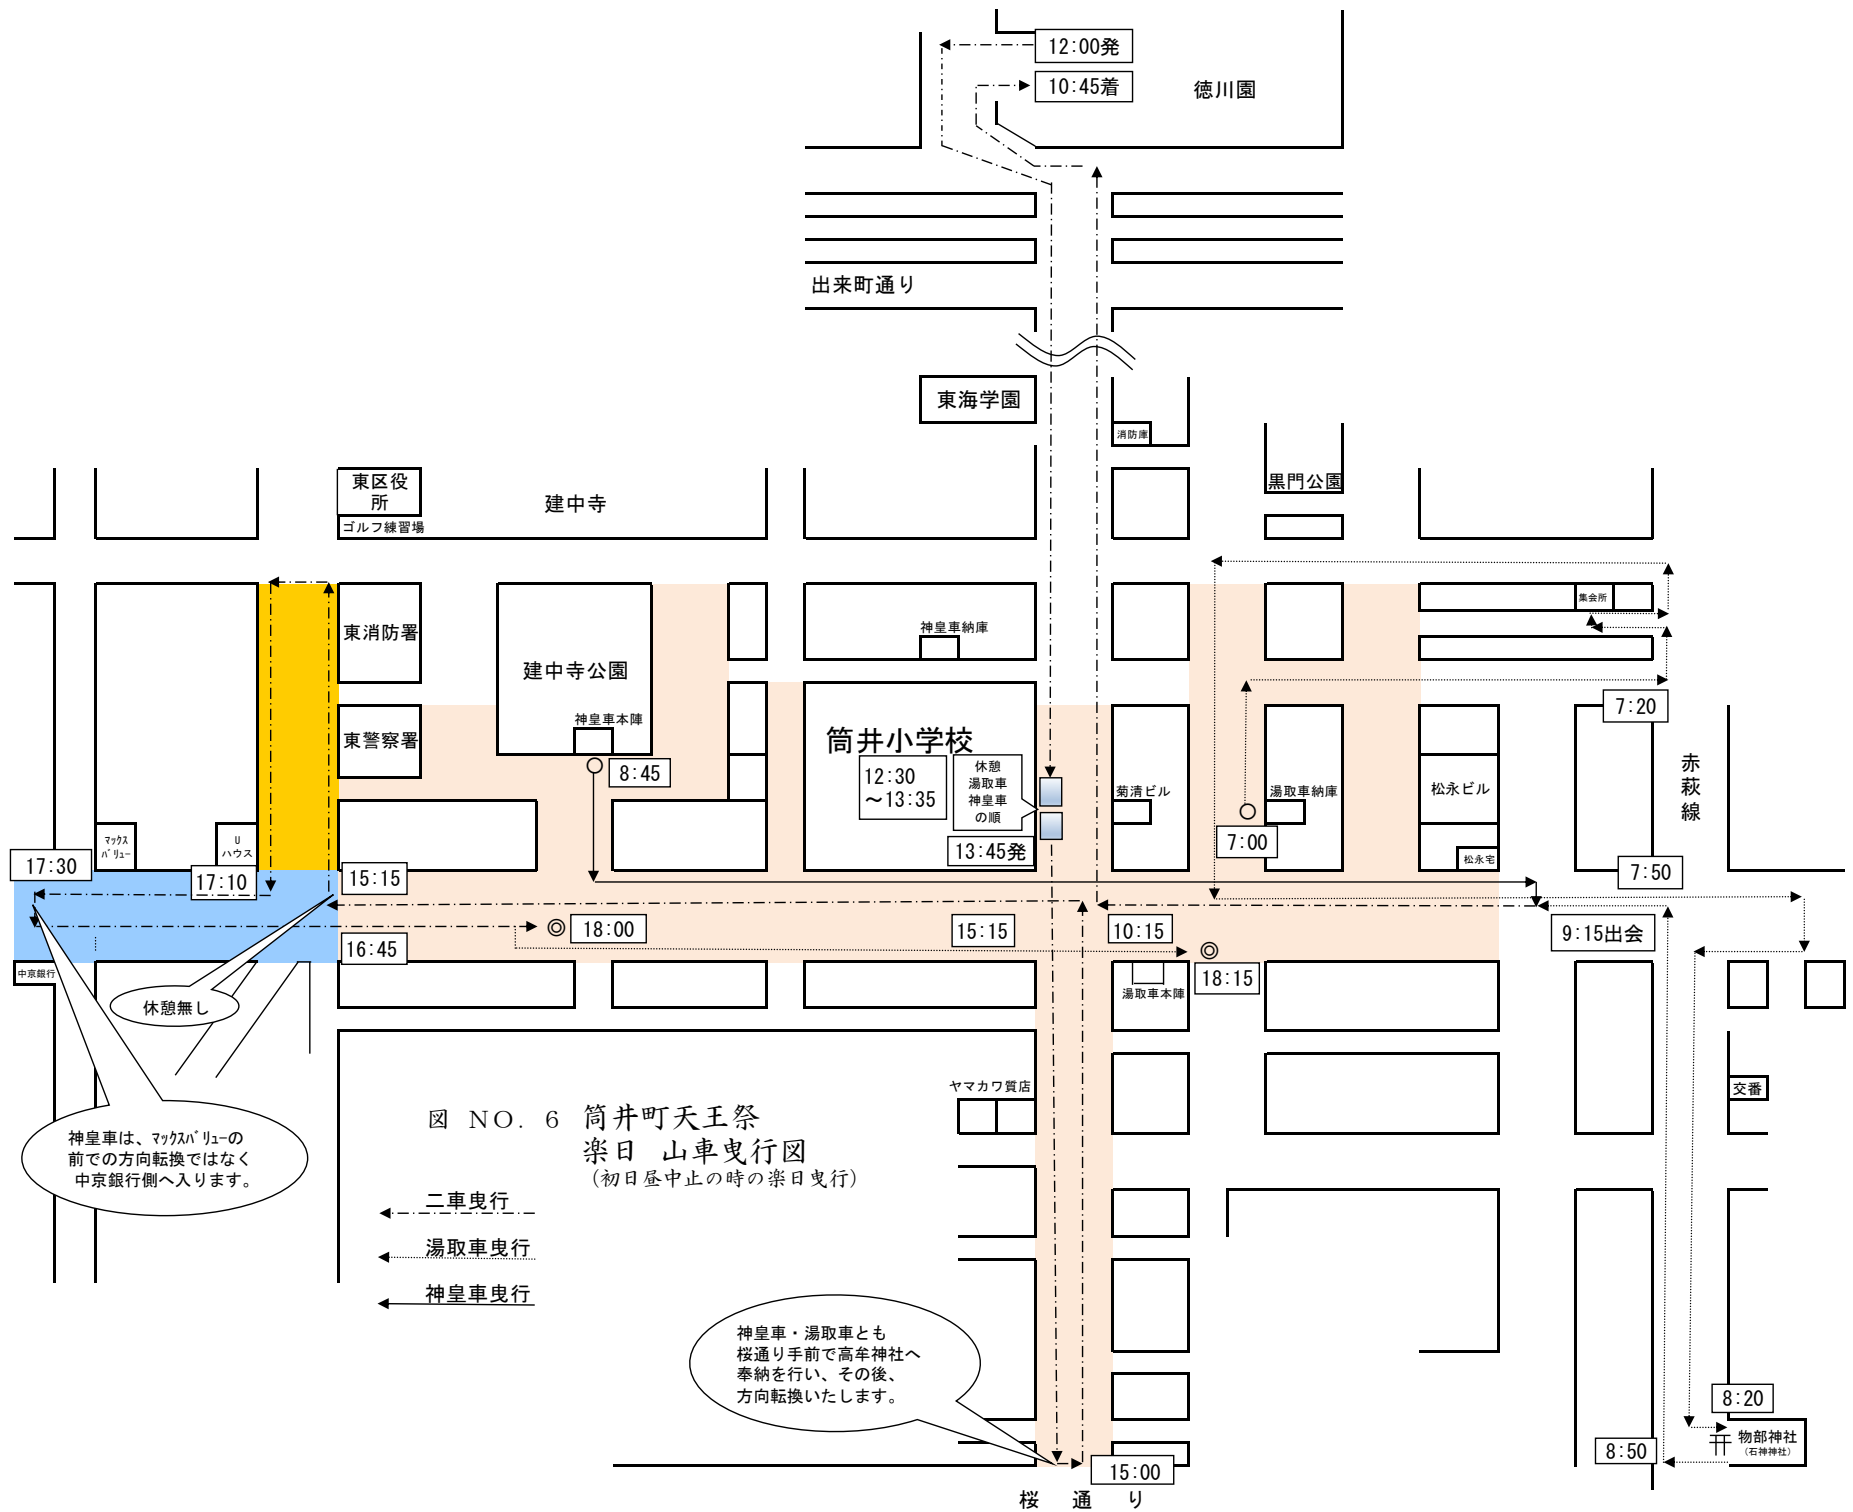 12:00発
10:45着
徳川園
出来町通り
東海学園
消防庫
東区役
所
ゴルフ練習場
建中寺
黒門公園
集会所
東消防署
建中寺公園
神皇車納庫
神皇車本陣
東警察署
8:45
筒井小学校
12:30
～13:35
休憩
湯取車
神皇車
の順
13:45発
菊清ビル
湯取車納庫
7:00
松永ビル
松永宅
7:20
赤萩線
7:50
マックス
バリュー
U
ハウス
17:30
17:10
15:15
18:00
16:45
15:15
10:15
18:15
9:15出会
中京銀行
休憩無し
湯取車本陣
ヤマカワ質店
交番
神皇車は、マックスバリューの
前での方向転換ではなく
中京銀行側へ入ります。
図 NO. 6 筒井町天王祭
楽日 山車曳行図
(初日昼中止の時の楽日曳行)
二車曳行
湯取車曳行
神皇車曳行
神皇車・湯取車とも
桜通り手前で高牟神社へ
奉納を行い、その後、
方向転換いたします。
8:20
物部神社
(石神神社)
8:50
15:00
桜 通 り